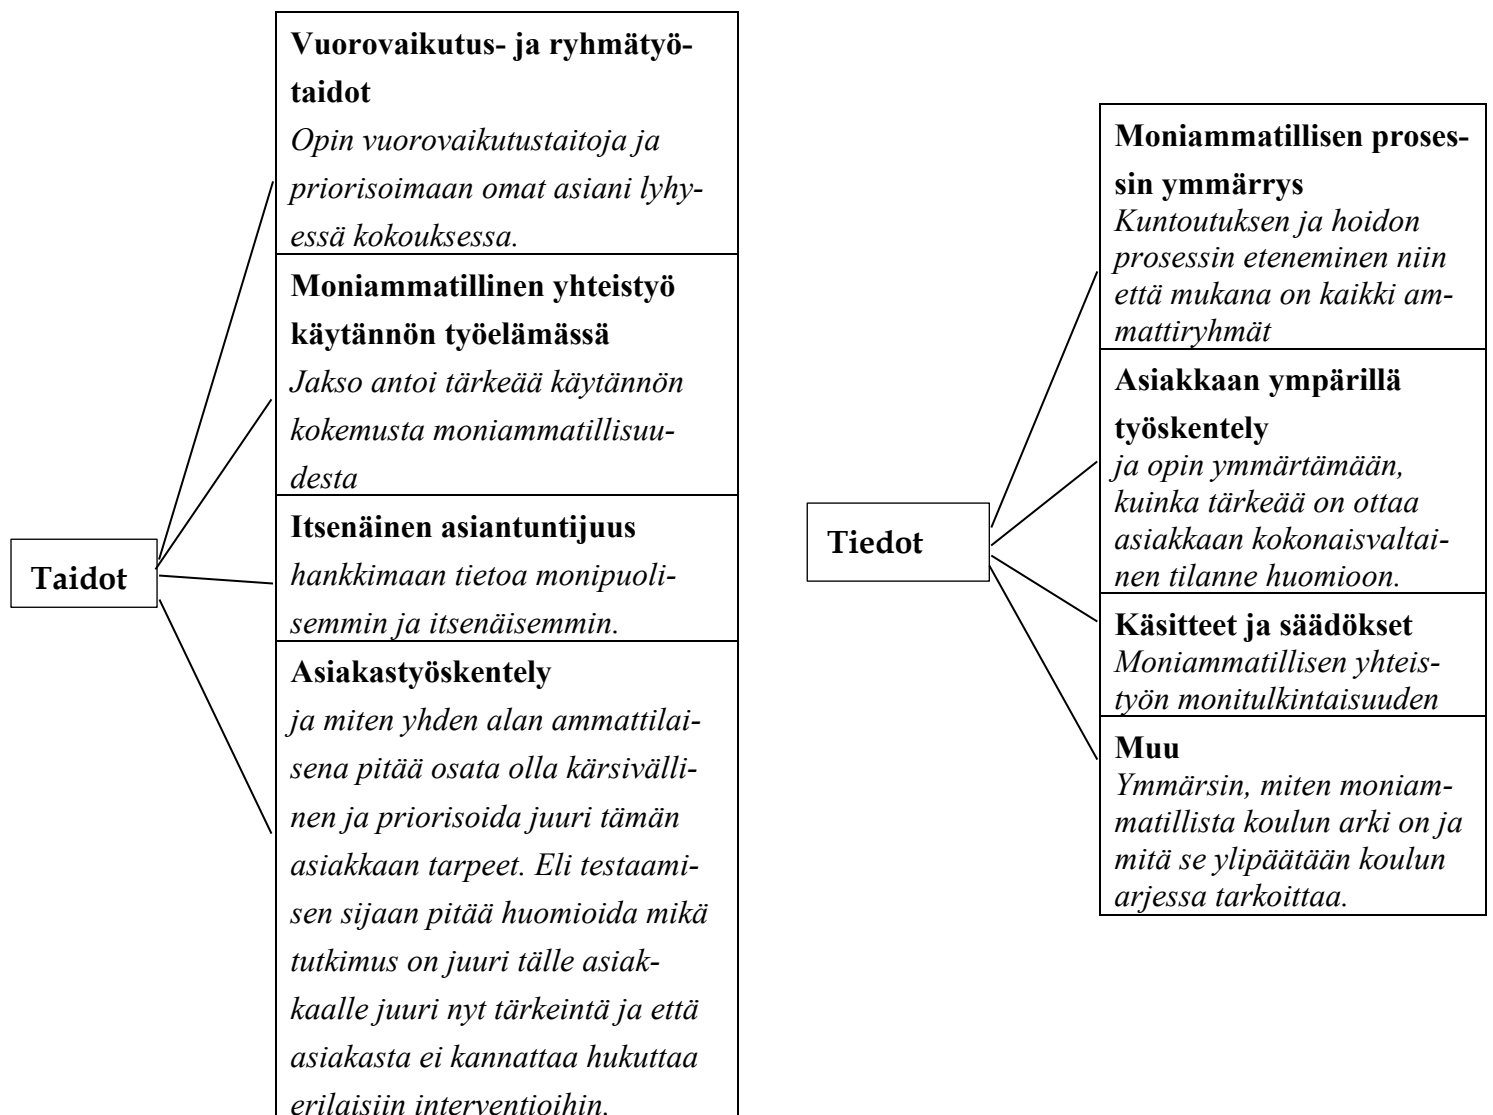 Taidot
Vuorovaikutus- ja ryhmätyö-
taidot
Opin vuorovaikutustaitoja ja
priorisoimaan omat asiani lyhy-
essä kokouksessa.
Moniammatillinen yhteistyö
käytännön työelämässä
Jakso antoi tärkeää käytännön
kokemusta moniammatillisuu-
desta
Itsenäinen asiantuntijuus
hankkimaan tietoa monipuoli-
semmin ja itsenäisemmin.
Asiakastyöskentely
ja miten yhden alan ammattilai-
sena pitää osata olla kärsivälli-
nen ja priorisoida juuri tämän
asiakkaan tarpeet. Eli testaami-
sen sijaan pitää huomioida mikä
tutkimus on juuri tälle asiak-
kaalle juuri nyt tärkeintä ja että
asiakasta ei kannattaa hukuttaa
erilaisiin interventioihin.
Tiedot
Moniammatillisen proses-
sin ymmärrys
Kuntoutuksen ja hoidon
prosessin eteneminen niin
että mukana on kaikki am-
mattiryhmät
Asiakkaan ympärillä
työskentely
ja opin ymmärtämään,
kuinka tärkeää on ottaa
asiakkaan kokonaisvaltai-
nen tilanne huomioon.
Käsitteet ja säädökset
Moniammatillisen yhteis-
työn monitulkintaisuuden
Muu
Ymmärsin, miten moniam-
matillista koulun arki on ja
mitä se ylipäätään koulun
arjessa tarkoittaa.